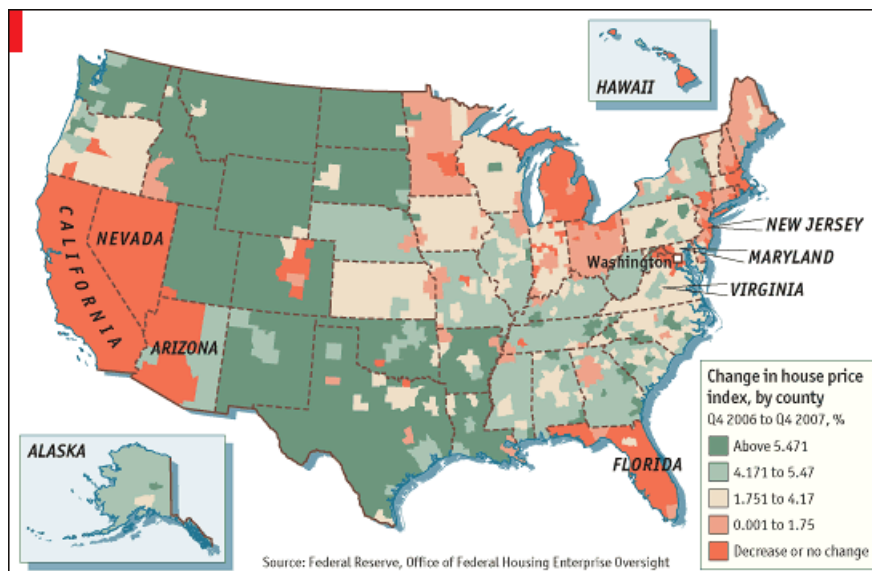 HAWAII
CALIFORNIA
NEVADA
ARIZONA
NEW JERSEY
MARYLAND
Washington
VIRGINIA
FLORIDA
ALASKA
Change in house price
index, by county
Q4 2006 to Q4 2007, %
Above 5.471
4.171 to 5.47
1.751 to 4.17
0.001 to 1.75
Decrease or no change
Source: Federal Reserve, Office of Federal Housing Enterprise Oversight